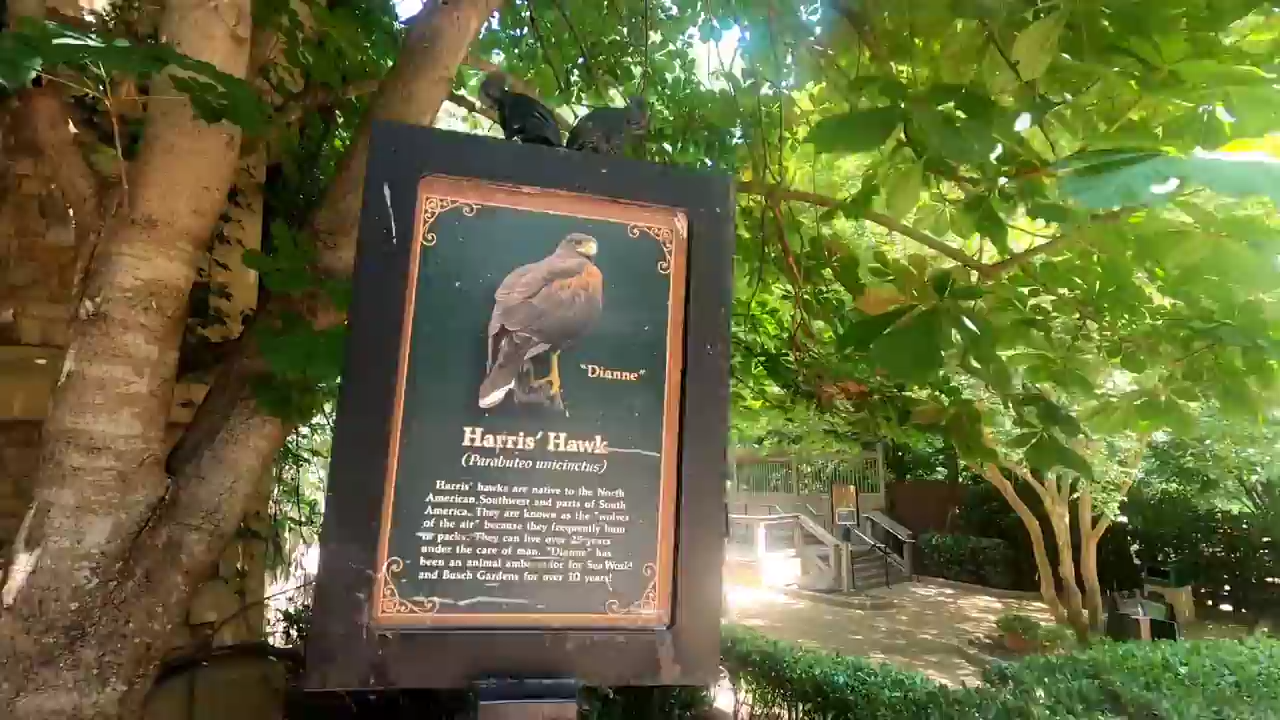 "Dianne"
Harris' Hawk
(Parabuteo unicinctus)
Harris' hawks are native to the North
American Southwest and parts of South
America. They are known as the "wolves
of the air" because they frequently hunt
in packs. They can live over 25 years
under the care of man. "Dianne" has
been an animal ambassador for Sea World
and Busch Gardens for over 10 years!